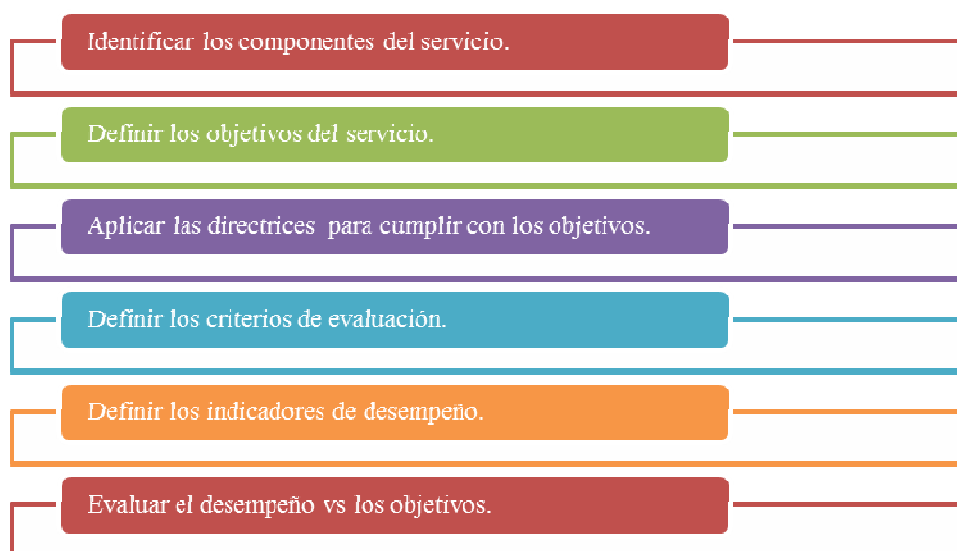 Identificar los componentes del servicio.
Definir los objetivos del servicio.
Aplicar las directrices para cumplir con los objetivos.
Definir los criterios de evaluación.
Definir los indicadores de desempeño.
Evaluar el desempeño vs los objetivos.